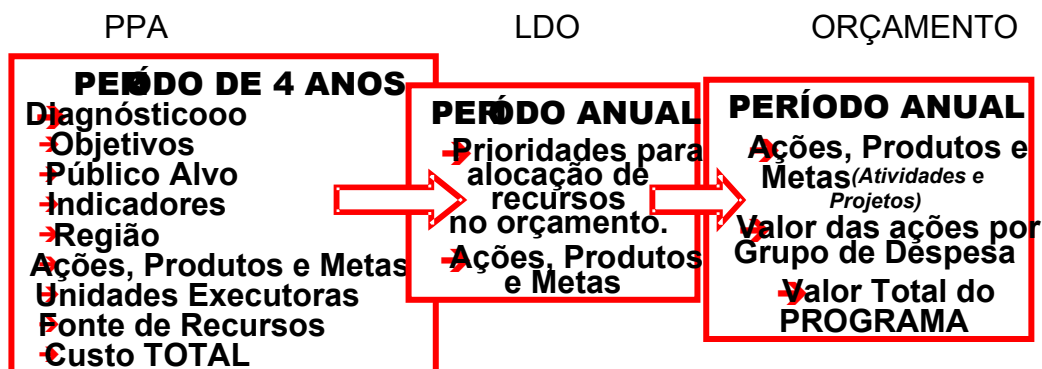 PPA
LDO
ORÇAMENTO
PERÍODO DE 4 ANOS
Diagnósticooo
Objetivos
Público Alvo
Indicadores
Região
Ações, Produtos e Metas
Unidades Executoras
Fonte de Recursos
Custo TOTAL
PERÍODO ANUAL
Prioridades para
alocação de
recursos
no orçamento.
Ações, Produtos
e Metas
PERÍODO ANUAL
Ações, Produtos e
Metas(Atividades e
Projetos)
Valor das ações por
Grupo de Despesa
Valor Total do
PROGRAMA